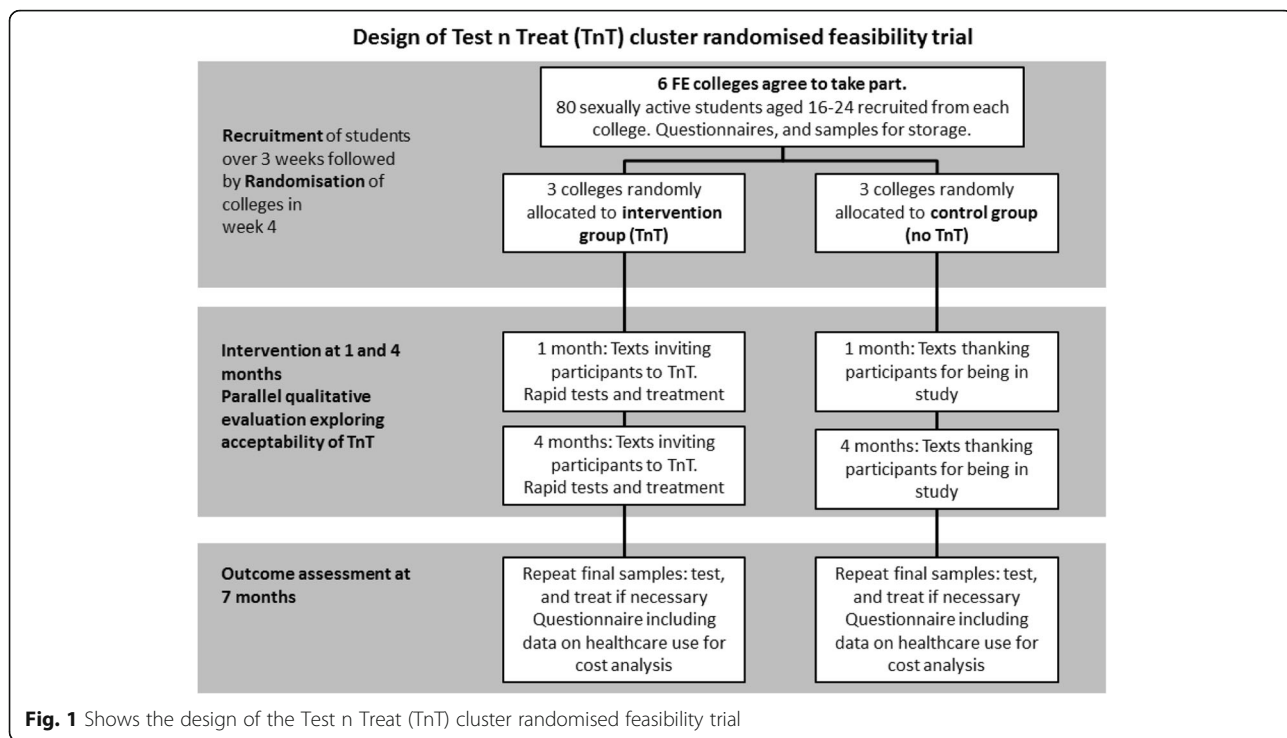 Design of Test n Treat (TnT) cluster randomised feasibility trial
6 FE colleges agree to take part.
80 sexually active students aged 16-24 recruited from each
college. Questionnaires, and samples for storage.
Recruitment of students
over 3 weeks followed
by Randomisation of
colleges in
week 4
3 colleges randomly
allocated to intervention
group (TnT)
3 colleges randomly
allocated to control group
(no TnT)
Intervention at 1 and 4
months
Parallel qualitative
evaluation exploring
acceptability of TnT
1 month: Texts inviting
participants to TnT.
Rapid tests and treatment
1 month: Texts thanking
participants for being in
study
4 months: Texts inviting
participants to TnT.
Rapid tests and treatment
4 months: Texts thanking
participants for being in
study
Outcome assessment at
7 months
Repeat final samples: test,
and treat if necessary
Questionnaire including
data on healthcare use for
cost analysis
Repeat final samples: test,
and treat if necessary
Questionnaire including
data on healthcare use for
cost analysis
Fig. 1 Shows the design of the Test n Treat (TnT) cluster randomised feasibility trial